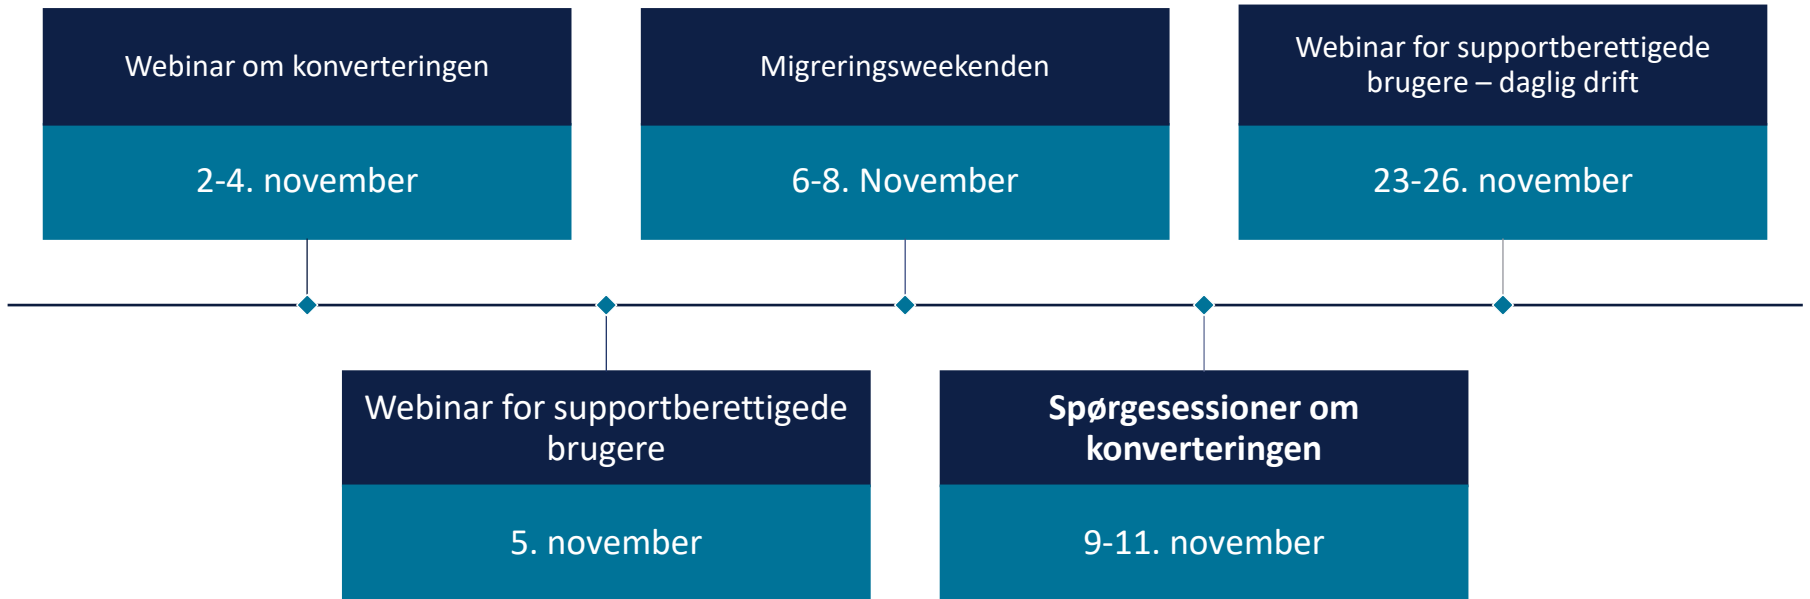 Webinar om konverteringen
2-4. november
Webinar for supportberettigede
brugere
5. november
Migreringsweekenden
6-8. November
Spørgesessioner om
konverteringen
9-11. november
Webinar for supportberettigede
brugere – daglig drift
23-26. november